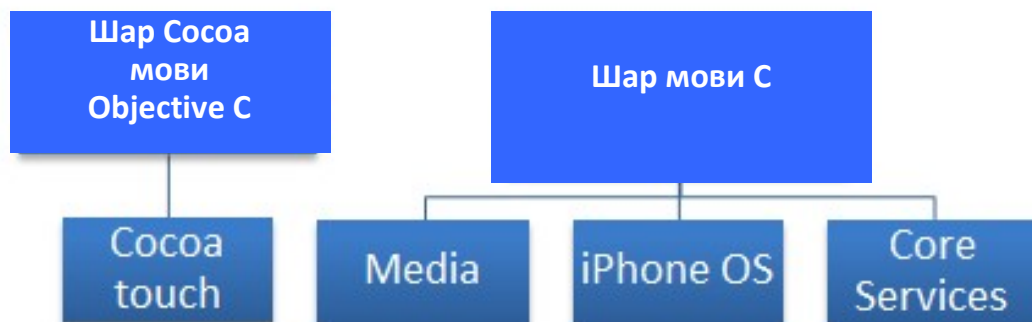 Шар Cocoa
мови
Objective C
Шар мови C
Cocoa
touch
Media
iPhone OS
Core
Services